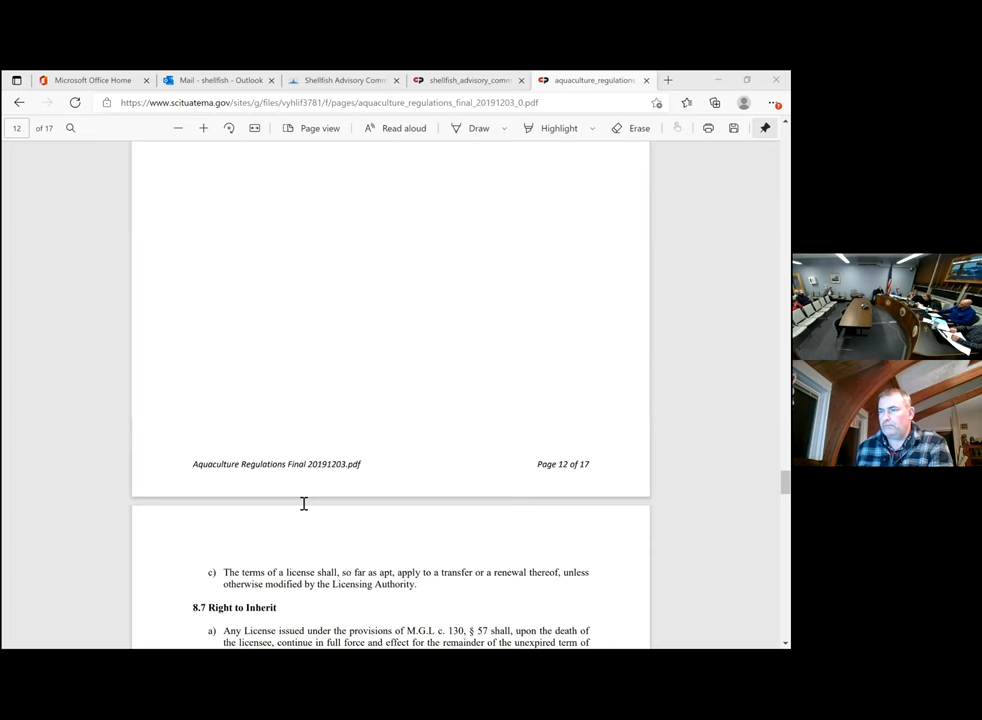 Microsoft Office Home
Mail - shellfish - Outlook
Shellfish Advisory Comm
shellfish_advisory_comm
aquaculture_regulations
https://www.scituatema.gov/sites/g/files/vyhlif3781/f/pages/aquaculture_regulations_final_20191203_0.pdf
12 of 17
Page view
Read aloud
Draw
Highlight
Erase
Aquaculture Regulations Final 20191203.pdf Page 12 of 17
c) The terms of a license shall, so far as apt, apply to a transfer or a renewal thereof, unless
otherwise modified by the Licensing Authority.
8.7 Right to Inherit
a) Any License issued under the provisions of M.G.L c. 130, § 57 shall, upon the death of
the licensee, continue in full force and effect for the remainder of the unexpired term of